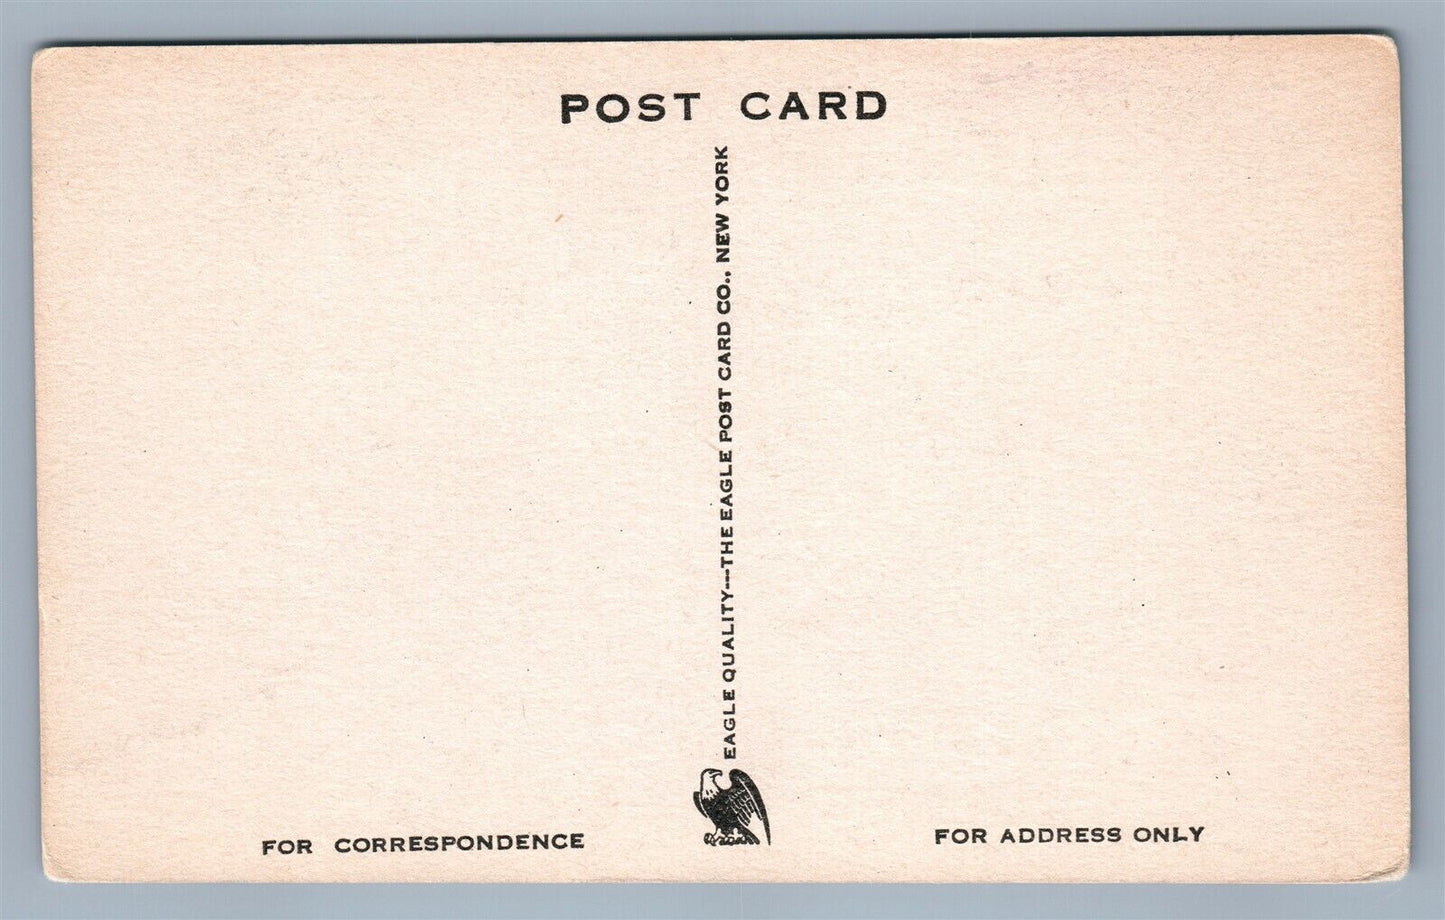 POST CARD
EAGLE QUALITY---THE EAGLE POST CARD CO., NEW YORK
FOR CORRESPONDENCE
FOR ADDRESS ONLY